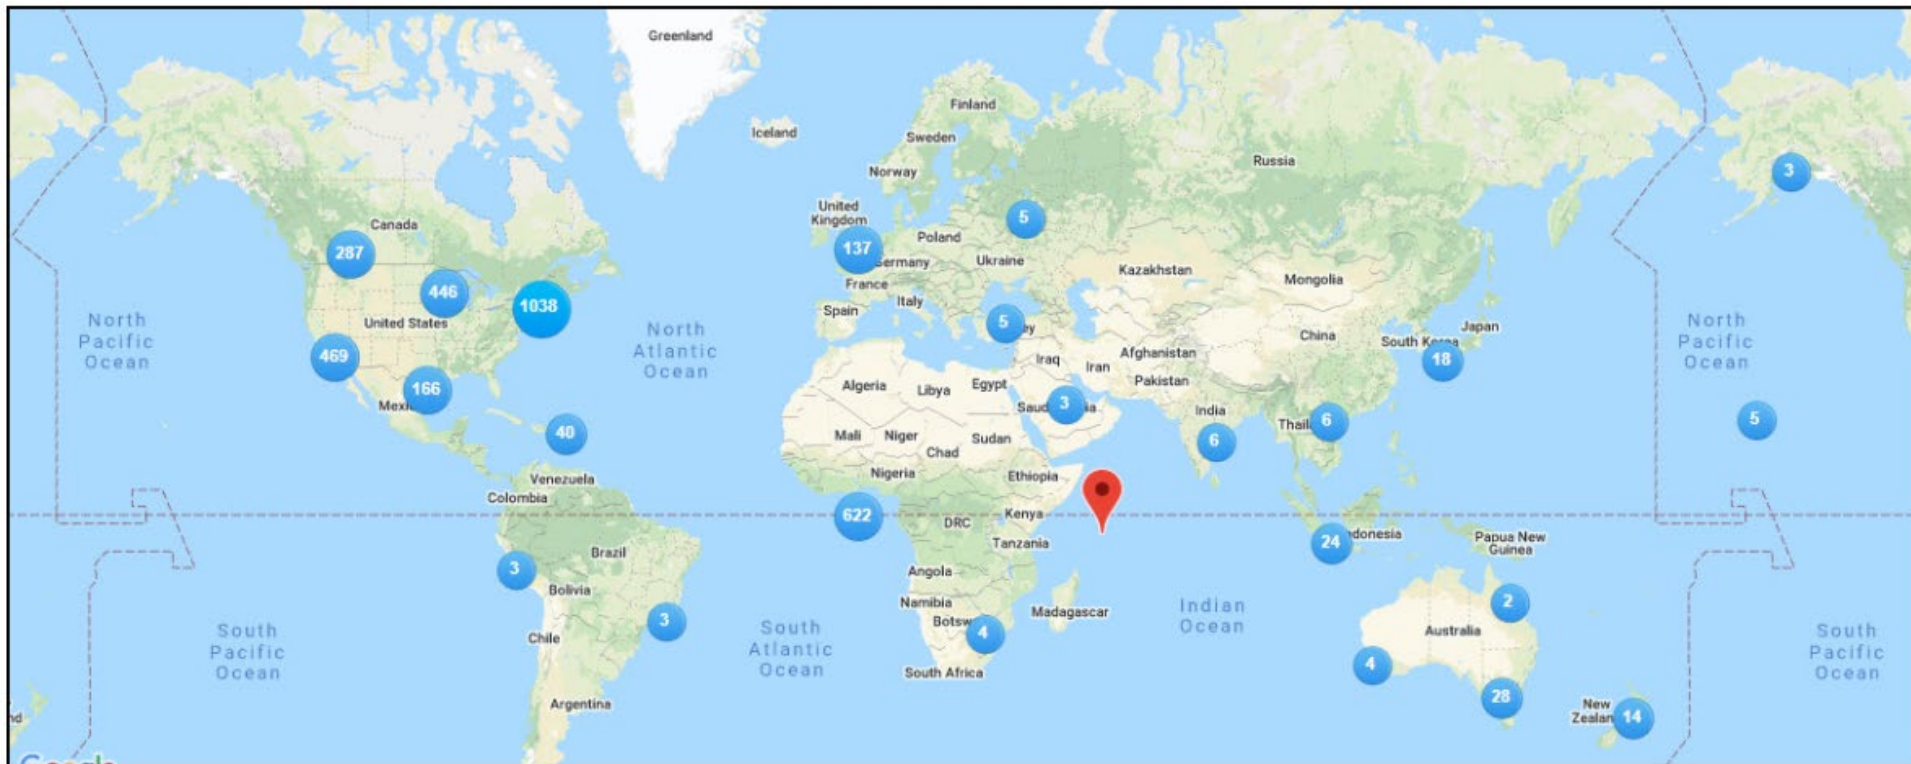 Greenland
Iceland
Finland
Sweden
Norway
Russia
3
United
Kingdom
5
Canada
Poland
137
Germany
Ukraine
287
Kazakhstan
Mongolia
France
446
1038
Italy
Spain
United States
5
North
Pacific
Ocean
North
Atlantic
Ocean
China
South Korea
Japan
18
North
Pacific
Ocean
469
Iraq
Iran
Afghanistan
Pakistan
166
Algeria
Libya
Egypt
3
India
5
40
Mali
Niger
Chad
Sudan
6
6
Venezuela
Colombia
Nigeria
Ethiopia
622
DRC
Kenya
Tanzania
24
Papua New
Guinea
3
Brazil
Bolivia
Angola
Namibia
Madagascar
Indian
Ocean
2
3
4
Australia
South
Pacific
Ocean
Chile
South
Atlantic
Ocean
South Africa
4
South
Pacific
Ocean
Argentina
28
New
14
Google